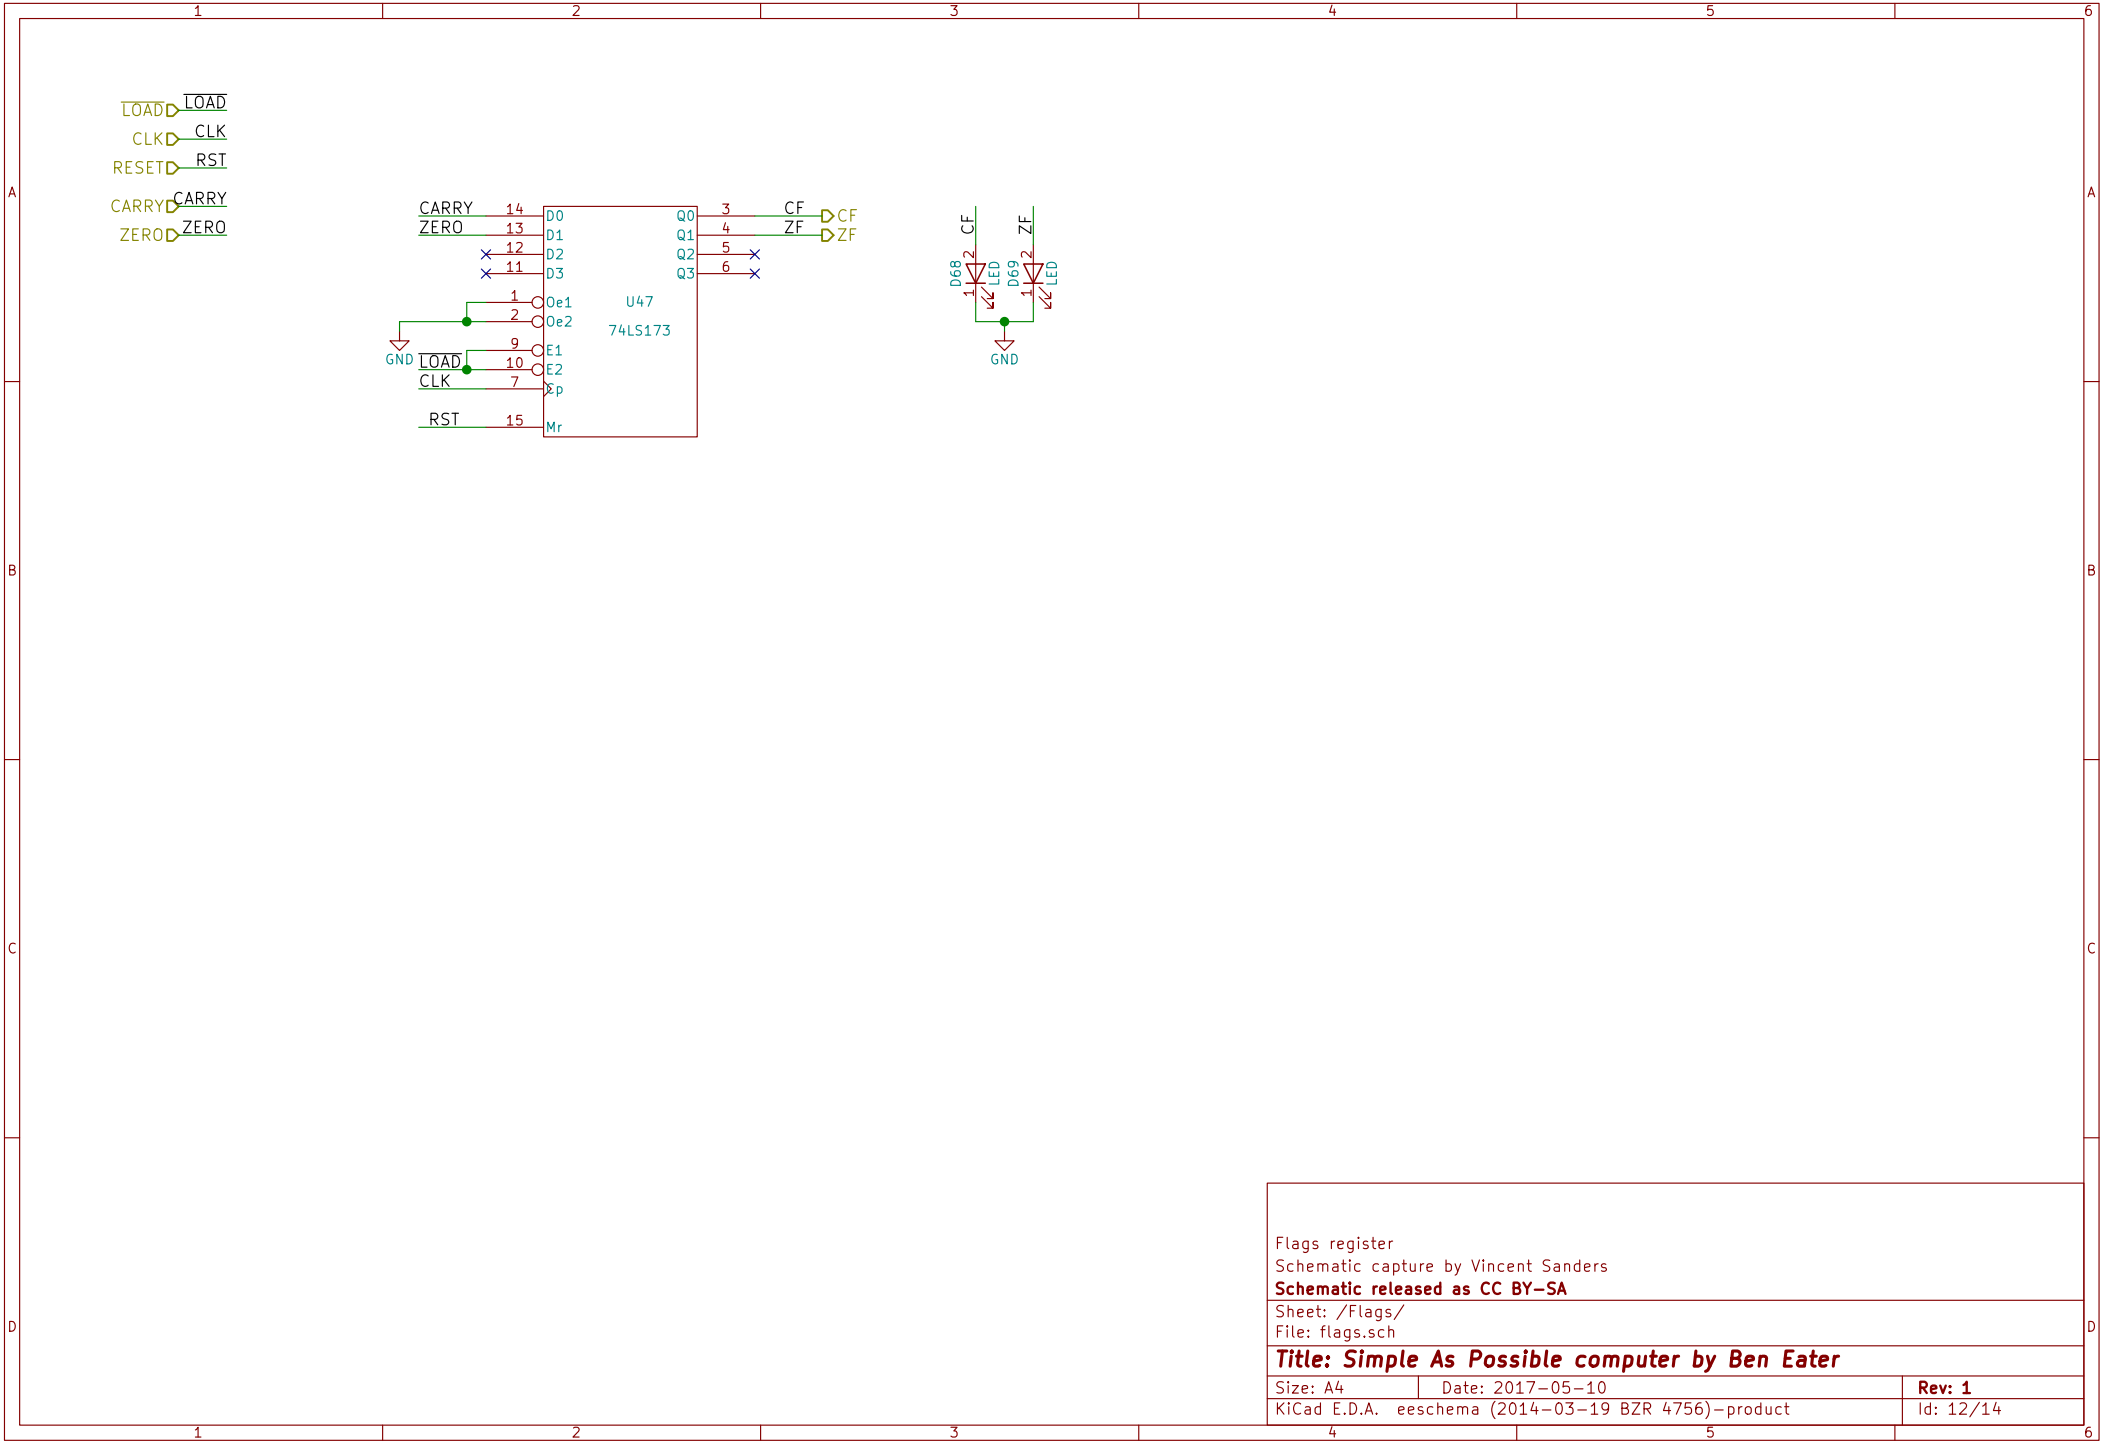 1 2 3 4 5 6
A
B
C
D
A
B
C
D
LOAD LOAD
CLK CLK
RESET RST
CARRY CARRY
ZERO ZERO
CARRY 14 D0 Q0 3 CF CF
ZERO 13 D1 Q1 4 ZF ZF
12 D2 Q2 5
11 D3 Q3 6
1 Oe1
2 Oe2
GND
U47
74LS173
9 E1
LOAD 10 E2
CLK 7 Cp
RST 15 Mr
CF
2
D68
LED
1
ZF
2
D69
LED
1
GND
Flags register
Schematic capture by Vincent Sanders
Schematic released as CC BY-SA
Sheet: /Flags/
File: flags.sch
Title: Simple As Possible computer by Ben Eater
Size: A4 Date: 2017-05-10 Rev: 1
KiCad E.D.A. eeschema (2014-03-19 BZR 4756)-product Id: 12/14
1 2 3 4 5 6